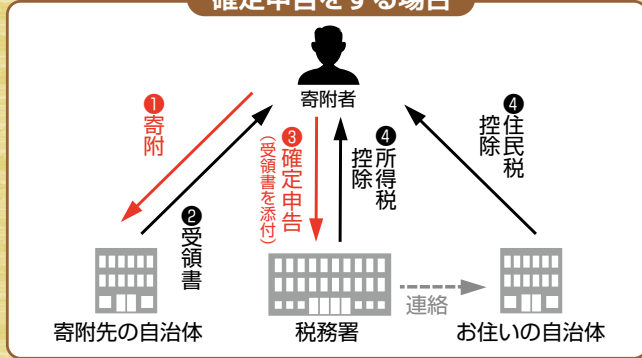 確定申告をする場合
寄附者
❶寄附
❷受領書
❸確定申告
（受領書を添付）
❹所得税
控除
❹住民税
控除
連絡
寄附先の自治体
税務署
お住いの自治体